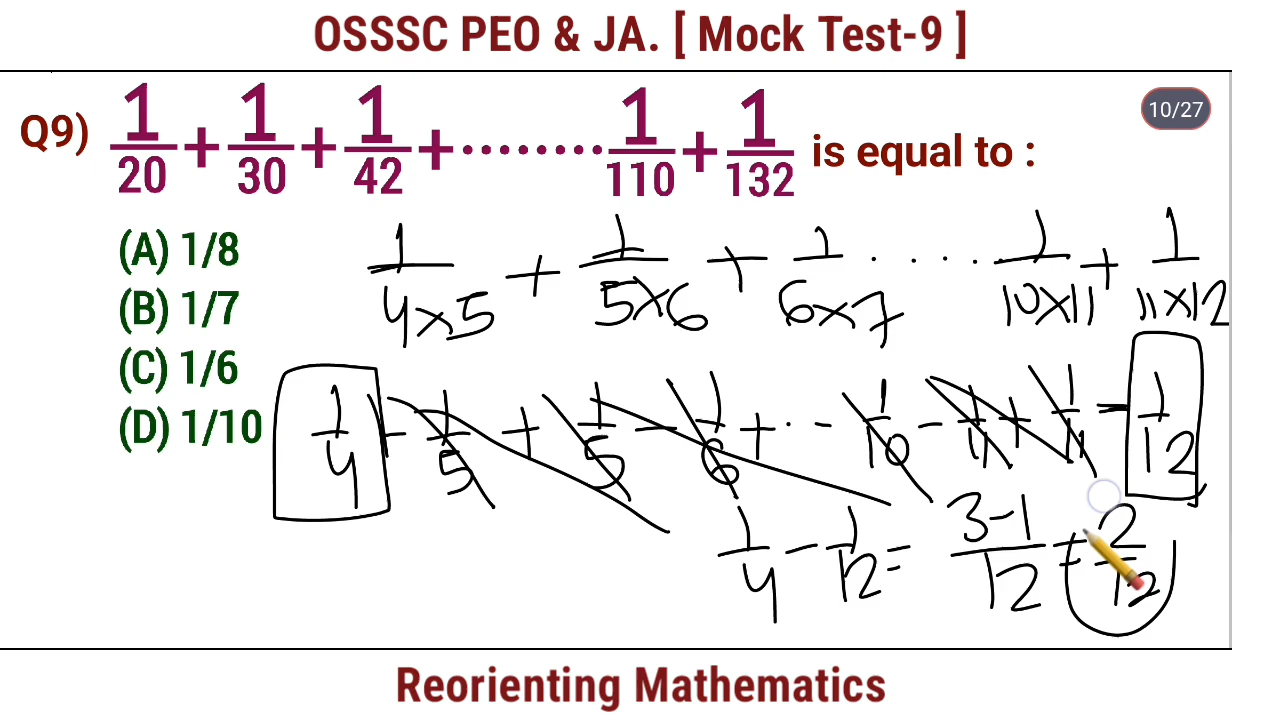 OSSSC PEO & JA. [ Mock Test-9 ]
10/27
Q9) 1/20 + 1/30 + 1/42 + ········ 1/110 + 1/132 is equal to :
(A) 1/8
(B) 1/7
(C) 1/6
(D) 1/10
1/4×5 + 1/5×6 + 1/6×7 ····· 1/10×11 + 1/11×12
1/4 - 1/5 + 1/5 - 1/6 + ·· - 1/10 - 1/11 + 1/11 - 1/12
1/4 - 1/12 = 3-1/12 = 2/12
Reorienting Mathematics